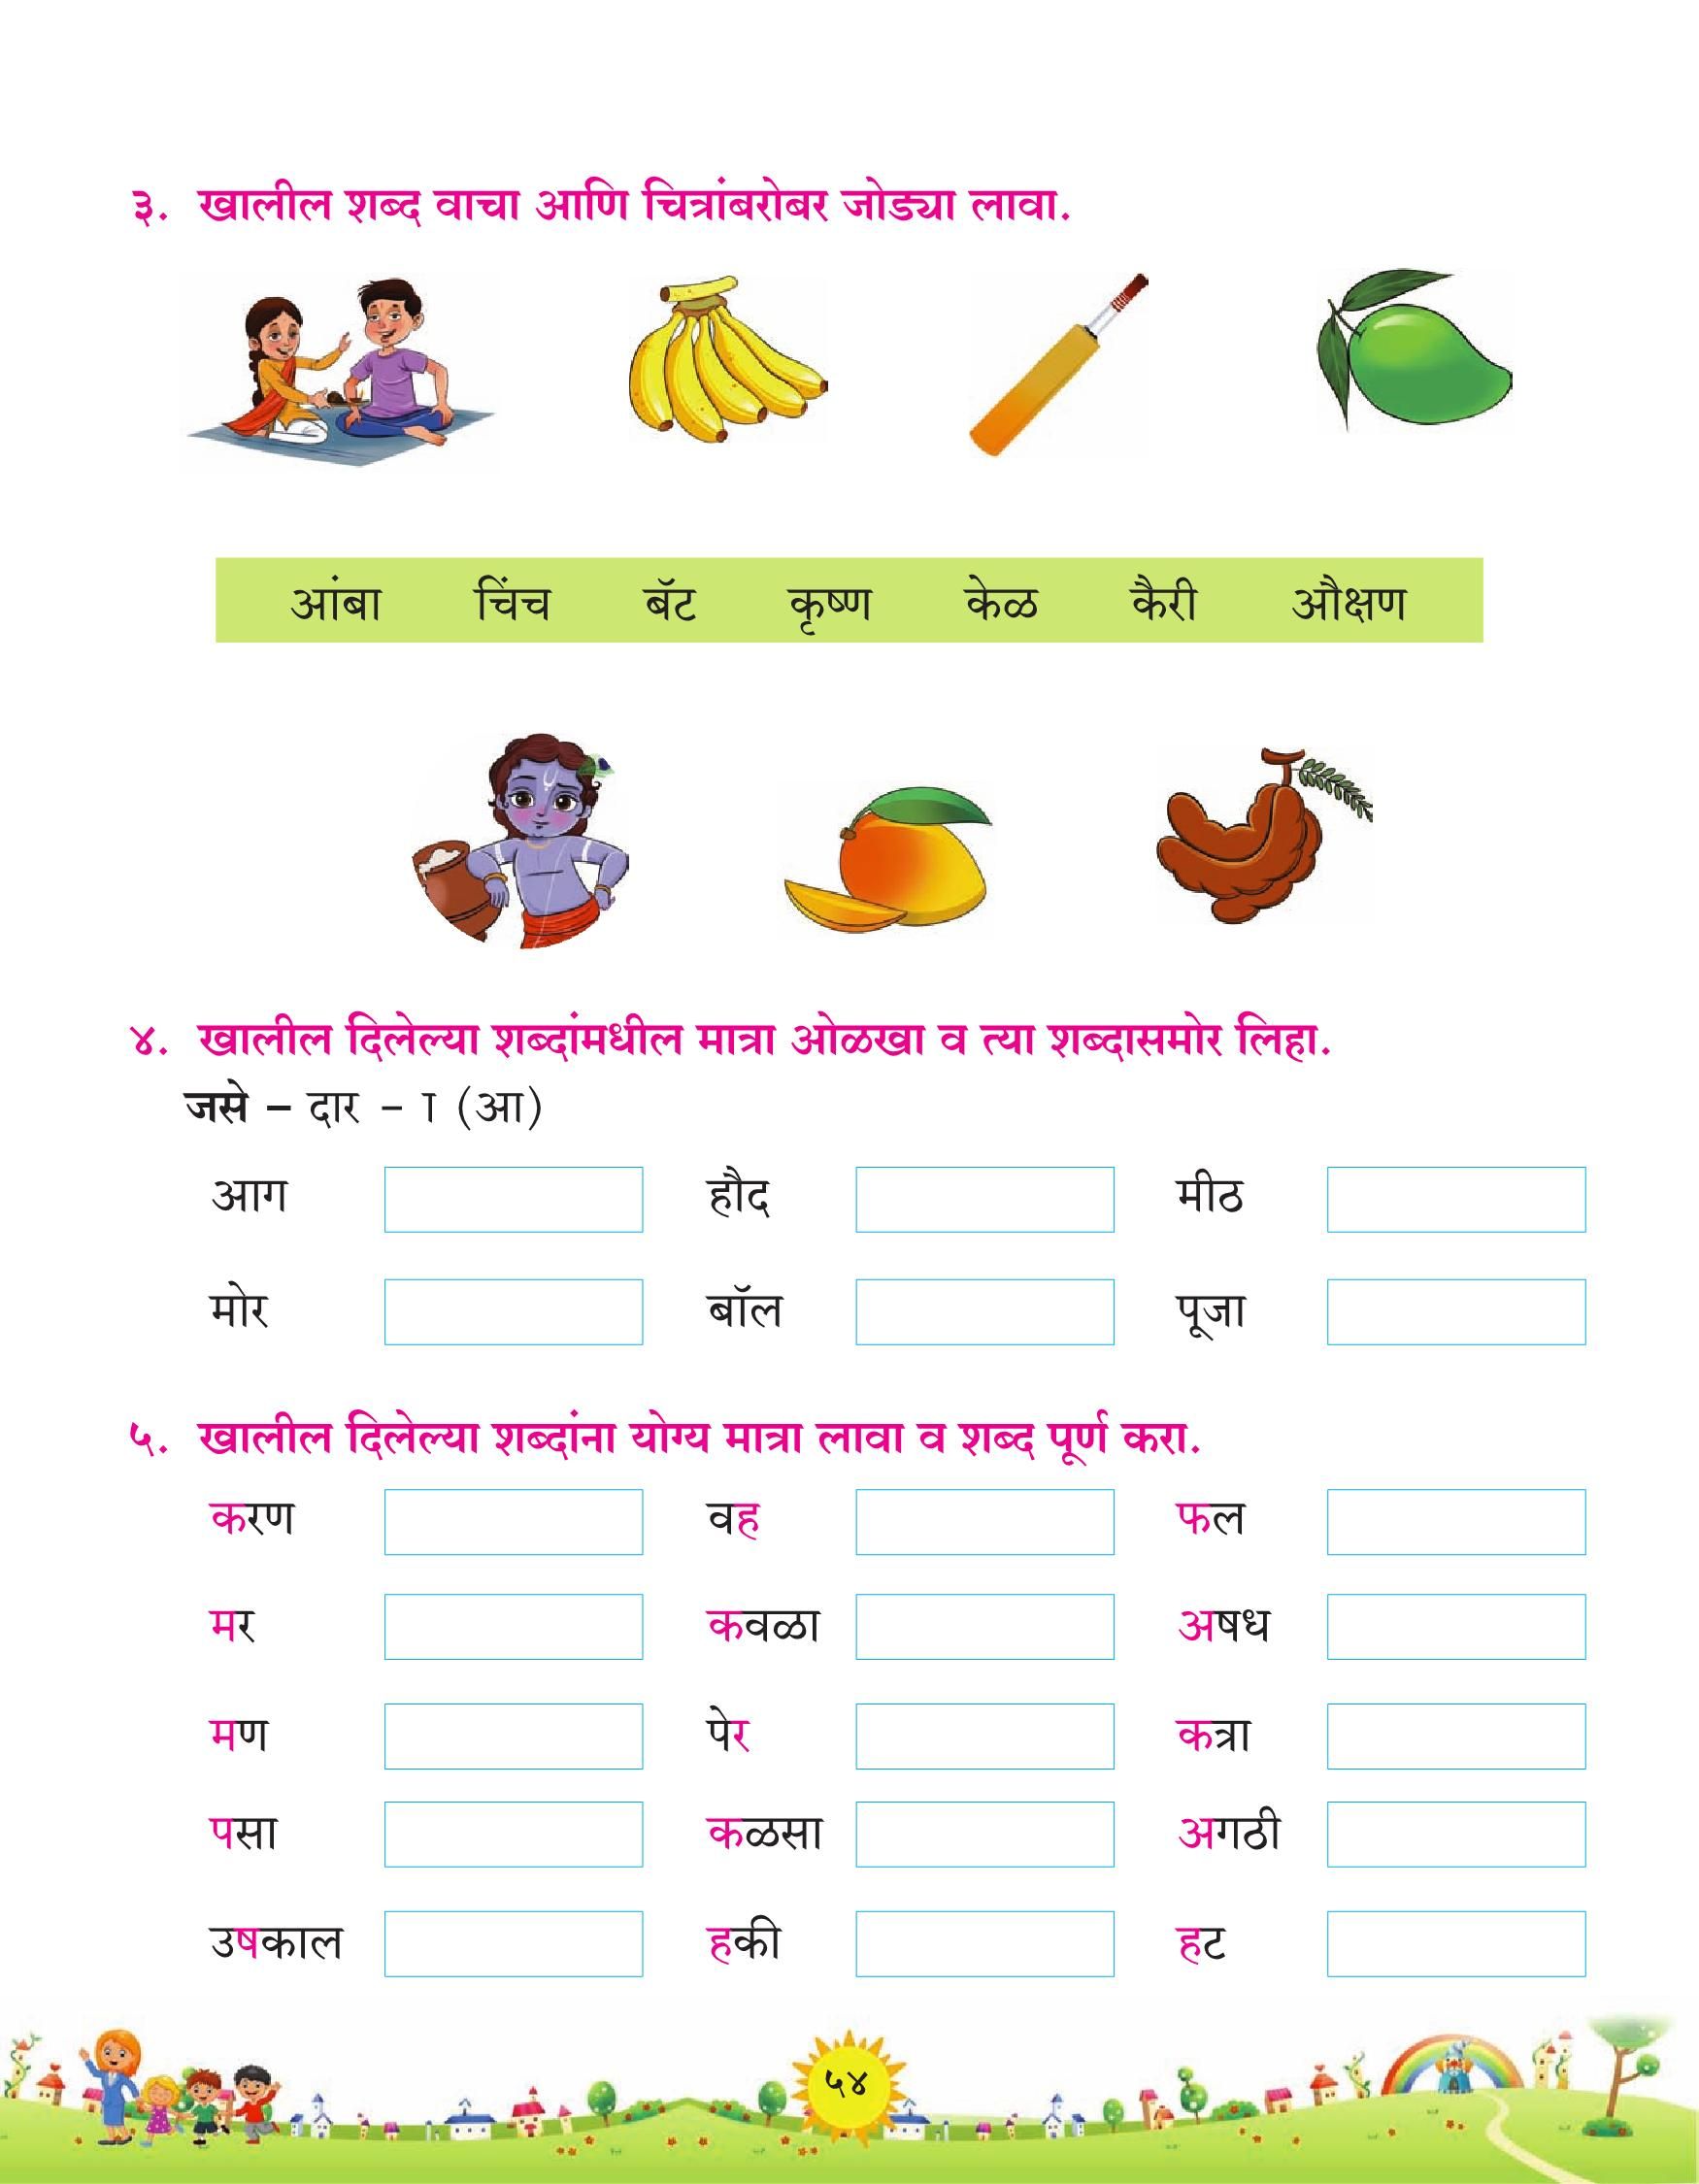 ३. खालील शब्द वाचा आणि चित्रांबरोबर जोड्या लावा.
आंबा चिंच बॅट कृष्ण केळ कैरी औक्षण
४. खालील दिलेल्या शब्दांमधील मात्रा ओळखा व त्या शब्दासमोर लिहा.
जसे – दार – ा (आ)
आग हौद मीठ
मोर बॉल पूजा
५. खालील दिलेल्या शब्दांना योग्य मात्रा लावा व शब्द पूर्ण करा.
करण वह फल
मर कवळा अषध
मण पेर कत्रा
पसा कळसा अगठी
उषकाल हकी हट
५४